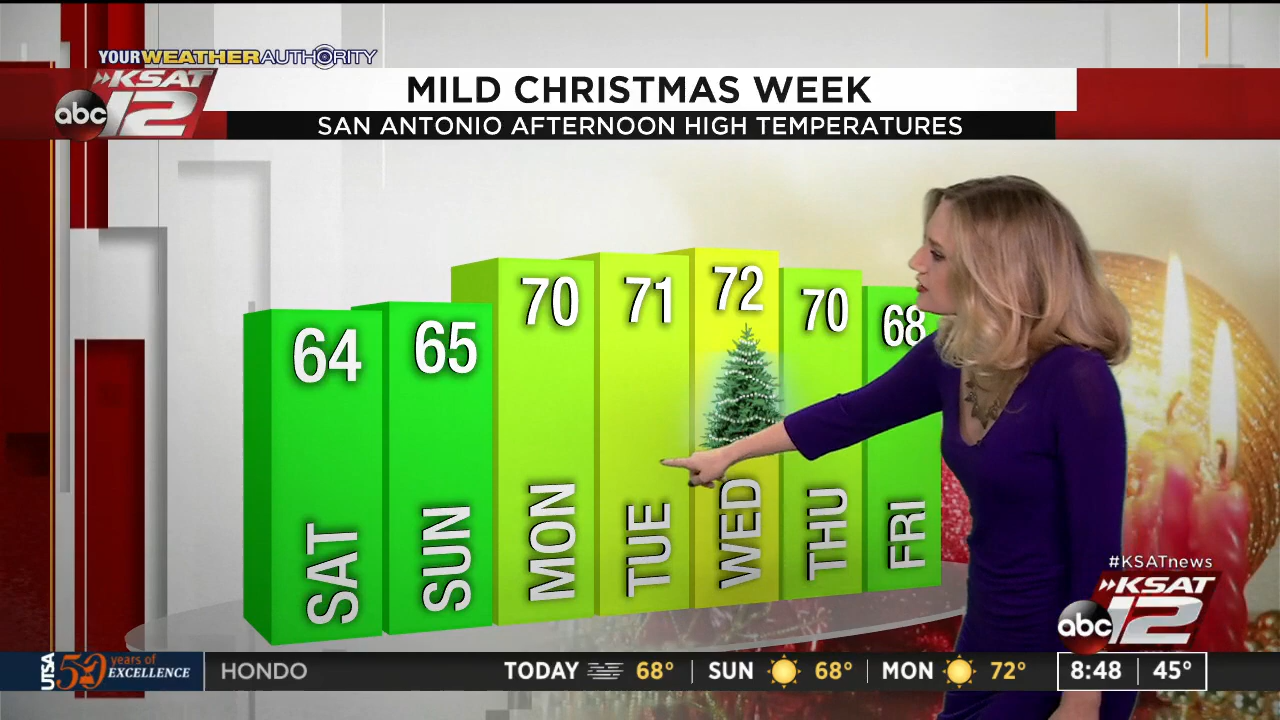 YOUR WEATHER AUTHORITY
KSAT
abc 12
MILD CHRISTMAS WEEK
SAN ANTONIO AFTERNOON HIGH TEMPERATURES
64 65 70 71 72 70 68
SAT SUN MON TUE WED THU FRI
#KSATnews
KSAT
abc 12
UTSA 50 years of EXCELLENCE
HONDO TODAY 68° SUN 68° MON 72° 8:48 45°